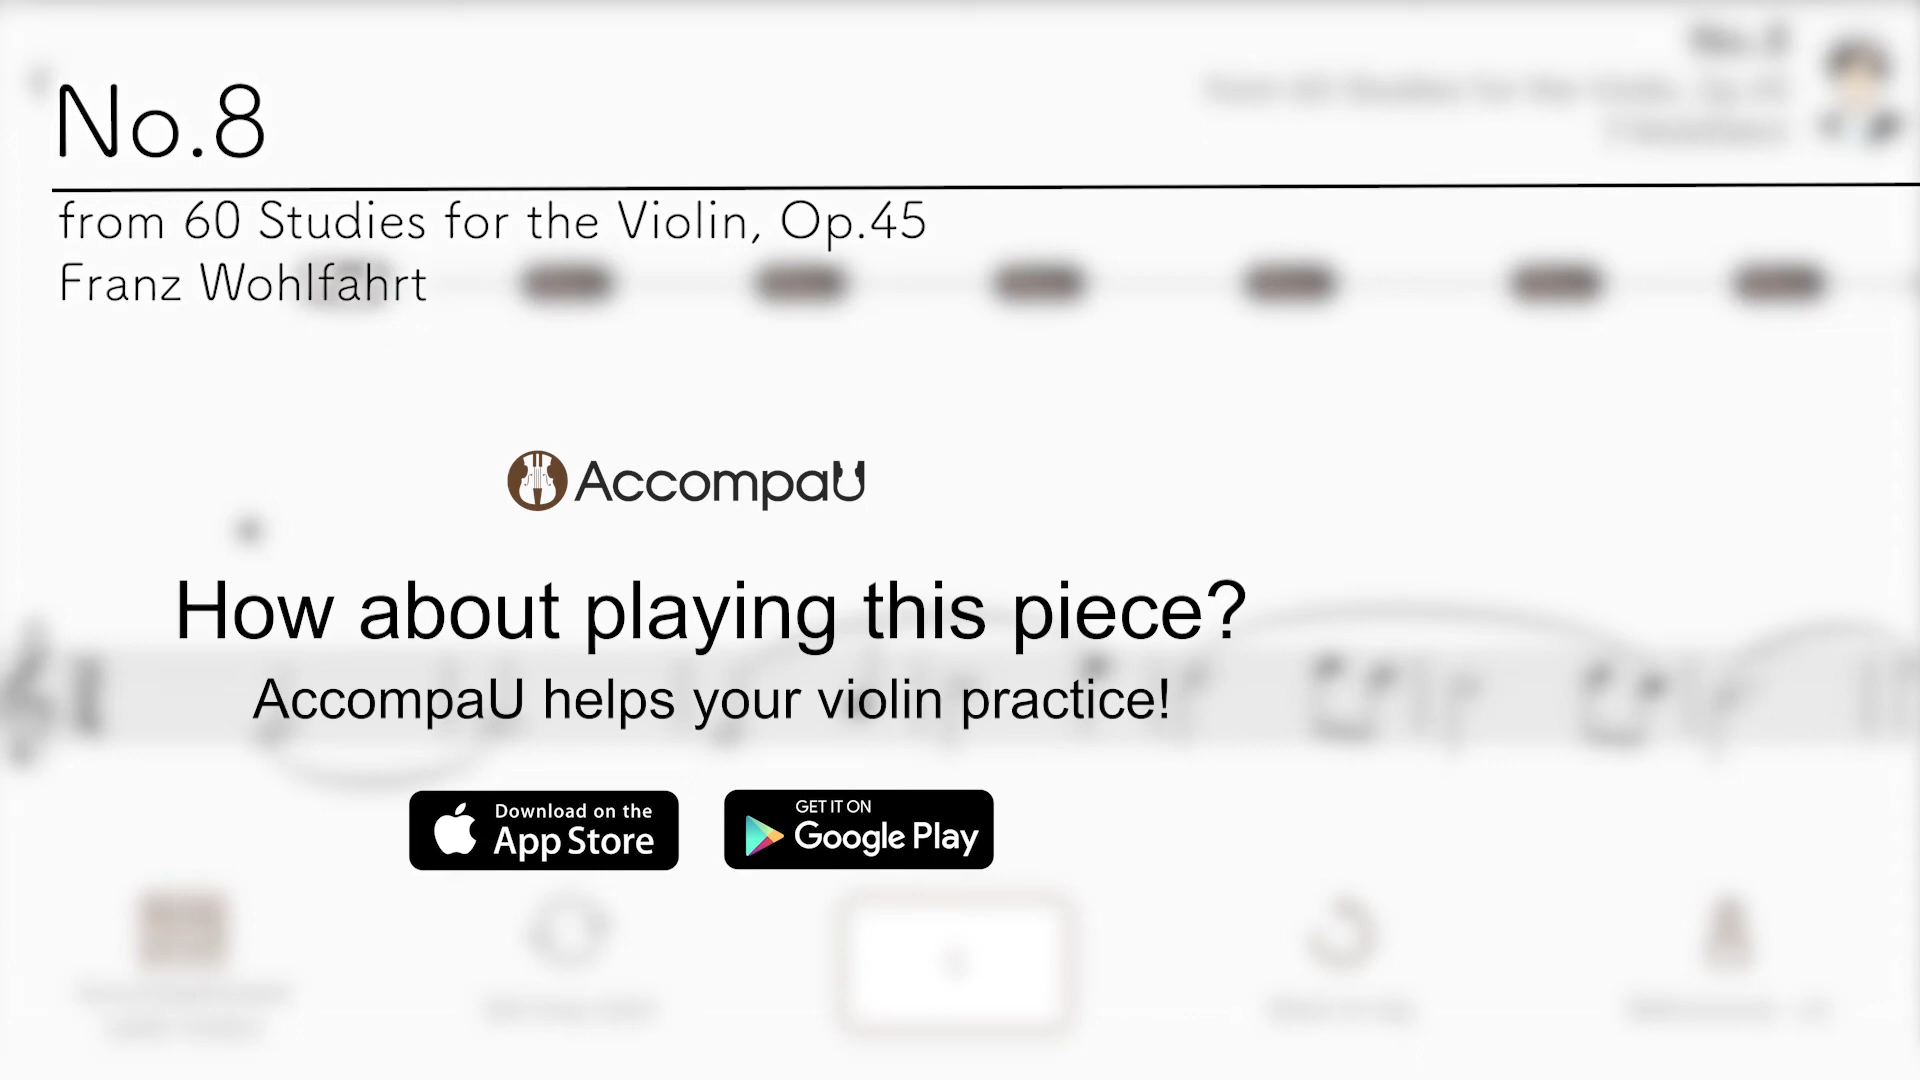 No.8
from 60 Studies for the Violin, Op.45
Franz Wohlfahrt
AccompaU
How about playing this piece?
AccompaU helps your violin practice!
Download on the
App Store
GET IT ON
Google Play